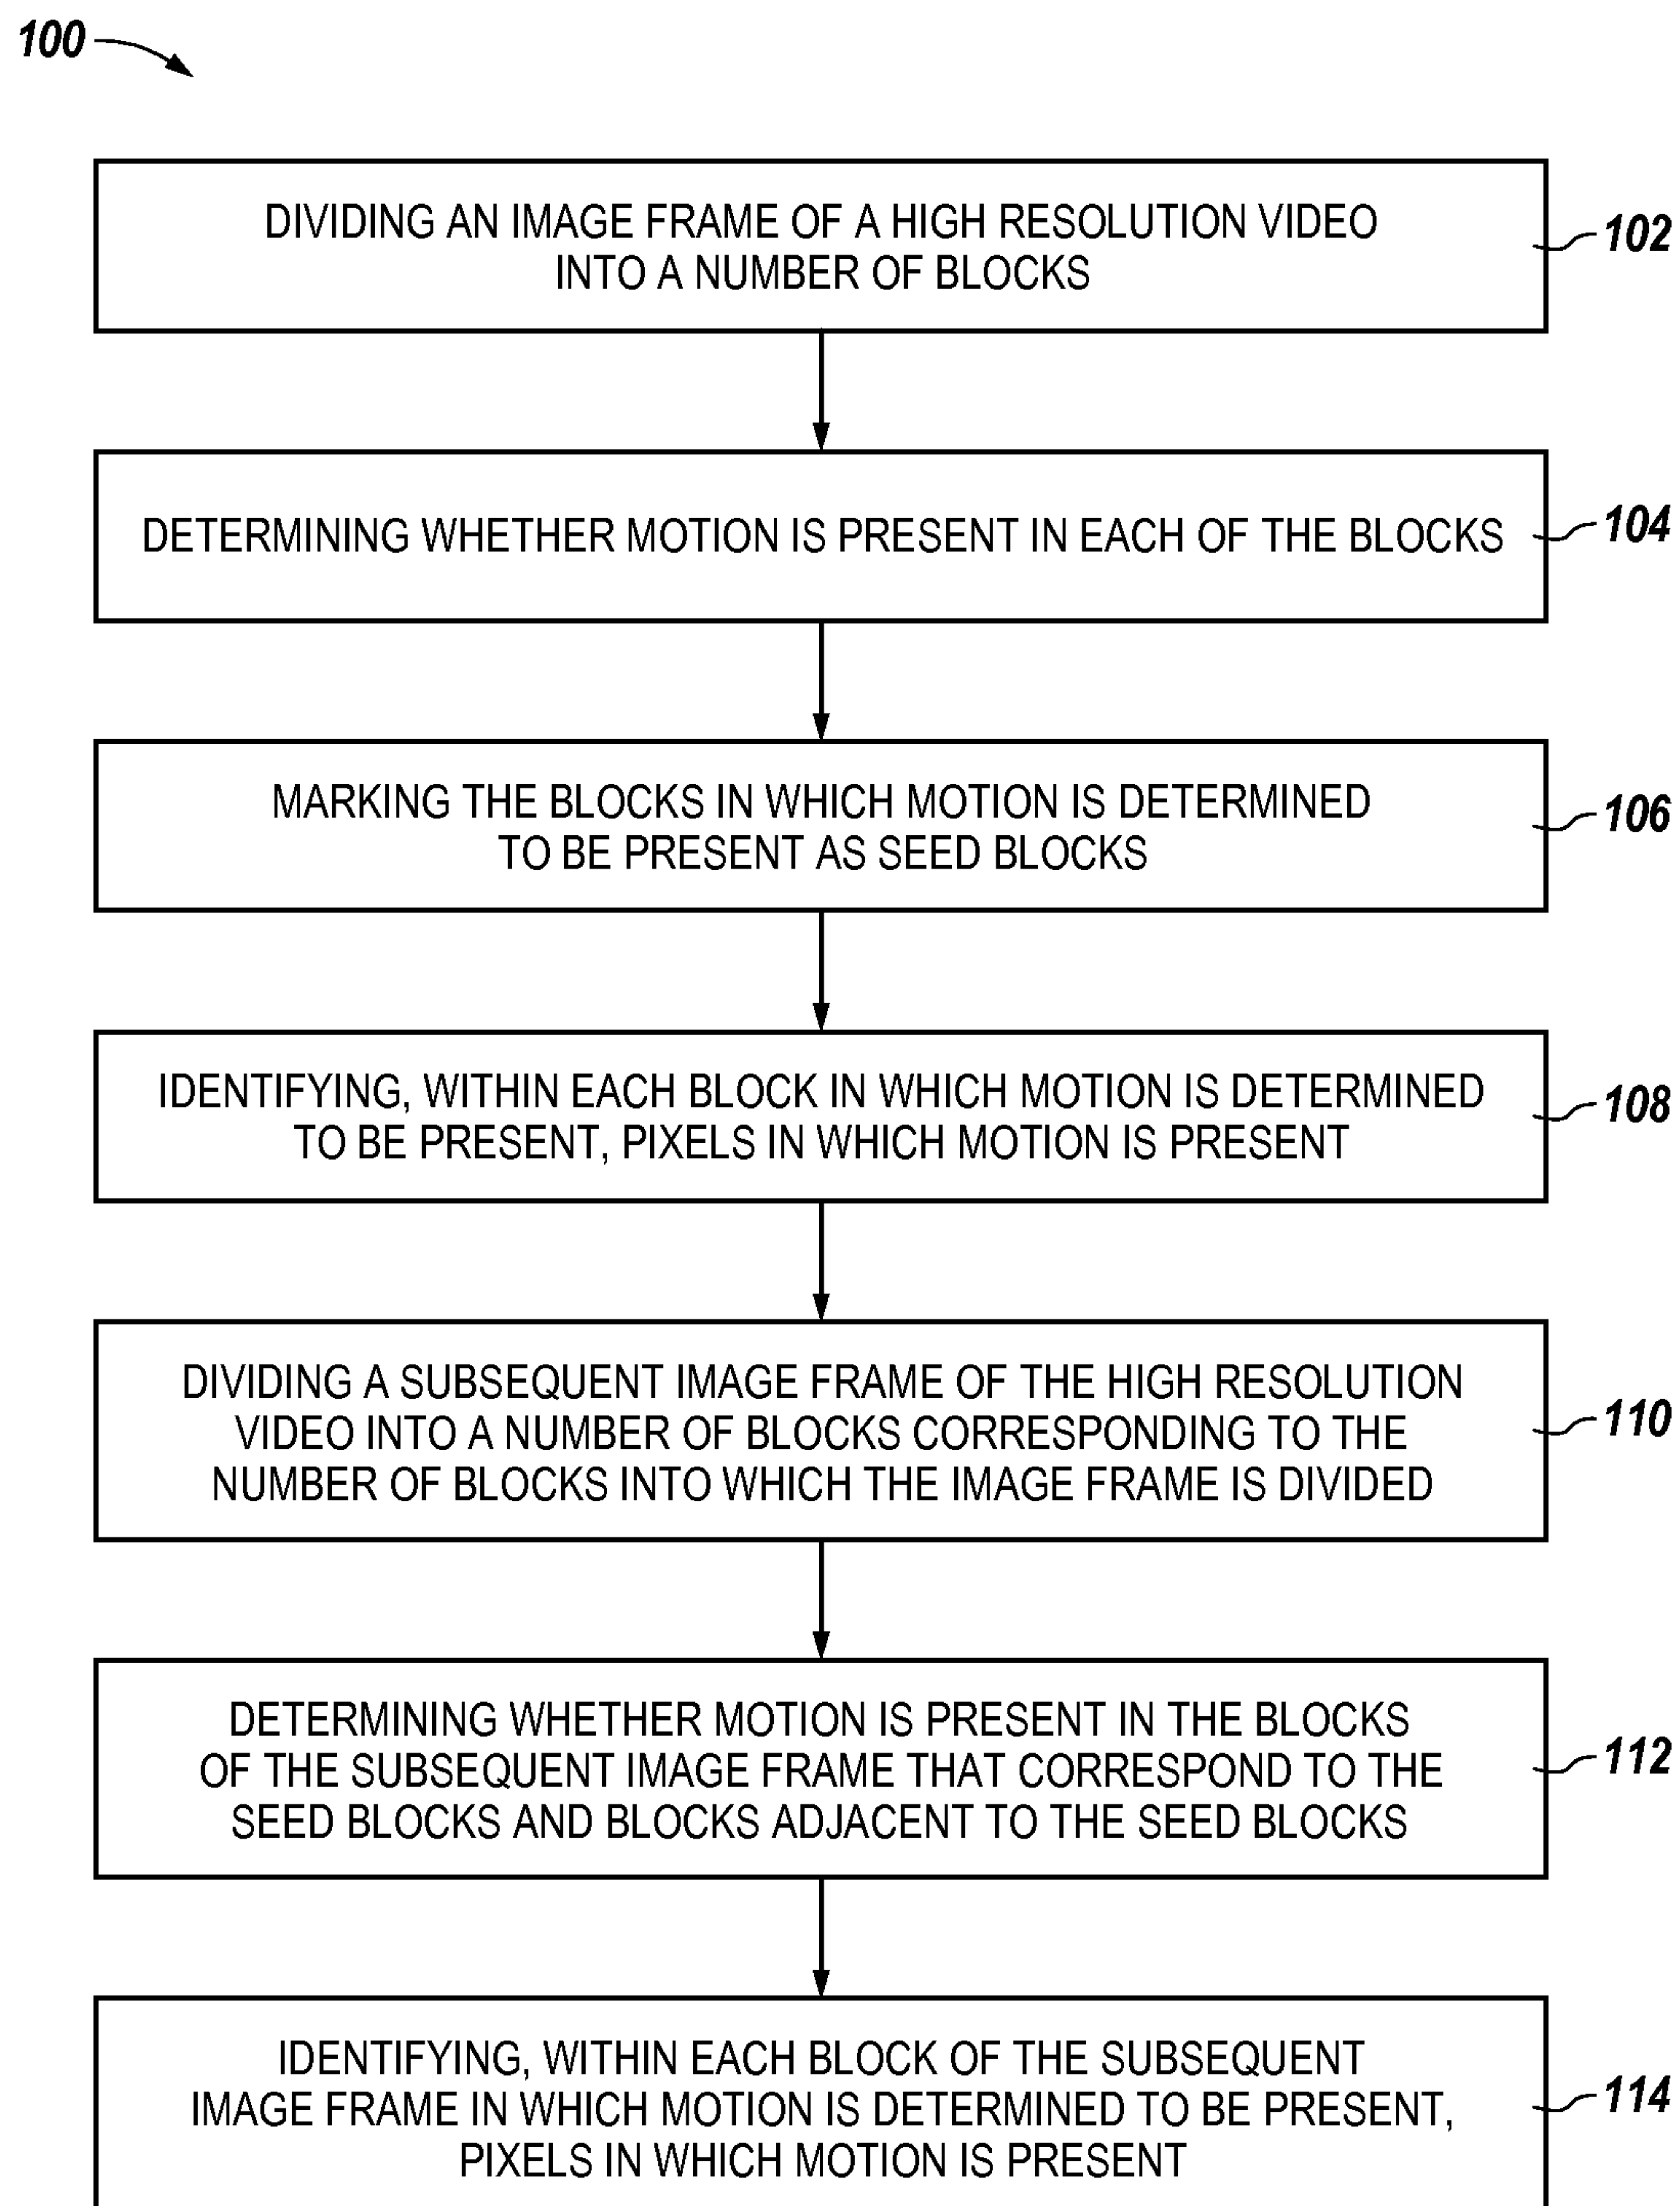 100
DIVIDING AN IMAGE FRAME OF A HIGH RESOLUTION VIDEO
INTO A NUMBER OF BLOCKS
102
DETERMINING WHETHER MOTION IS PRESENT IN EACH OF THE BLOCKS
104
MARKING THE BLOCKS IN WHICH MOTION IS DETERMINED
TO BE PRESENT AS SEED BLOCKS
106
IDENTIFYING, WITHIN EACH BLOCK IN WHICH MOTION IS DETERMINED
TO BE PRESENT, PIXELS IN WHICH MOTION IS PRESENT
108
DIVIDING A SUBSEQUENT IMAGE FRAME OF THE HIGH RESOLUTION
VIDEO INTO A NUMBER OF BLOCKS CORRESPONDING TO THE
NUMBER OF BLOCKS INTO WHICH THE IMAGE FRAME IS DIVIDED
110
DETERMINING WHETHER MOTION IS PRESENT IN THE BLOCKS
OF THE SUBSEQUENT IMAGE FRAME THAT CORRESPOND TO THE
SEED BLOCKS AND BLOCKS ADJACENT TO THE SEED BLOCKS
112
IDENTIFYING, WITHIN EACH BLOCK OF THE SUBSEQUENT
IMAGE FRAME IN WHICH MOTION IS DETERMINED TO BE PRESENT,
PIXELS IN WHICH MOTION IS PRESENT
114